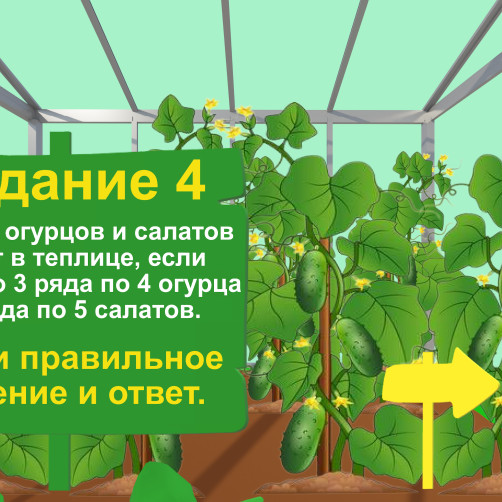 дание 4
огурцов и салатов
в теплице, если
3 ряда по 4 огурца
да по 5 салатов.
и правильное
ение и ответ.